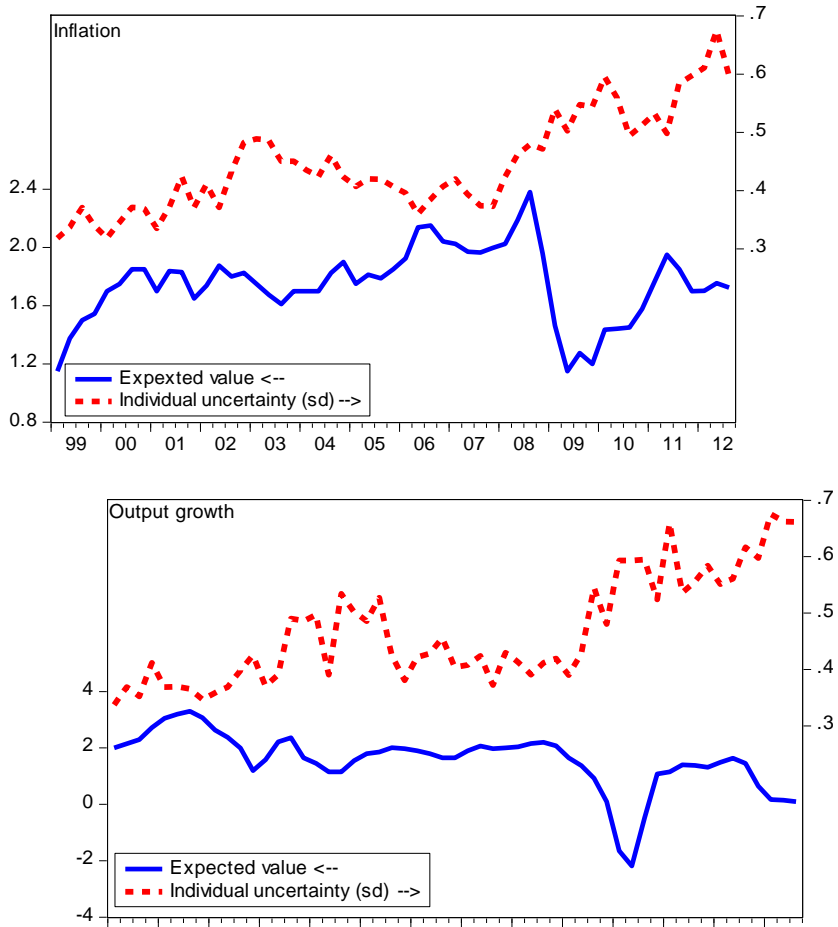 Inflation
.7
.6
.5
.4
.3
2.4
2.0
1.6
1.2
0.8
Expexted value <--
Individual uncertainty (sd) -->
99 00 01 02 03 04 05 06 07 08 09 10 11 12
Output growth
.7
.6
.5
.4
.3
4
2
0
-2
-4
Expected value <--
Individual uncertainty (sd) -->